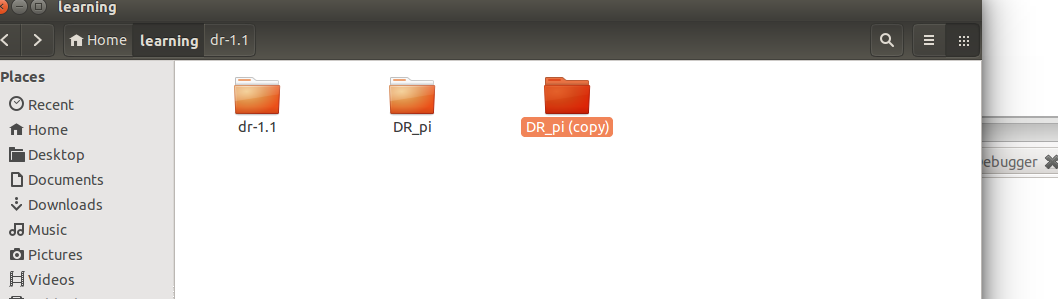 learning
Home learning dr-1.1
Places
Recent
Home
Desktop
Documents
Downloads
Music
Pictures
Videos
dr-1.1 DR_pi DR_pi (copy)
ebugger